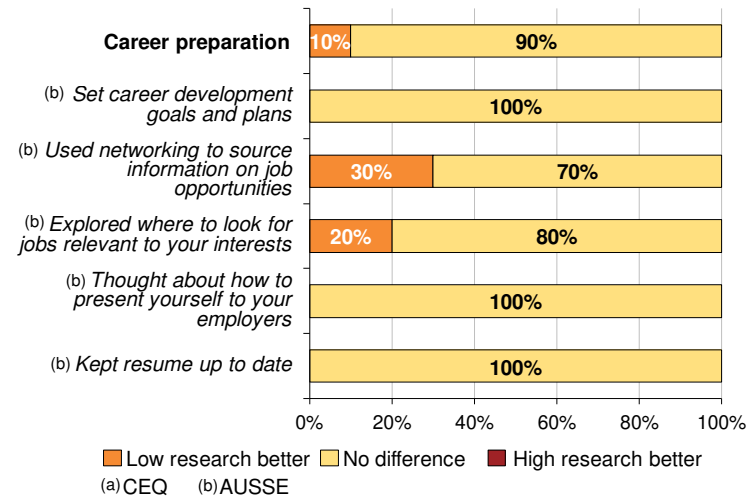 Career preparation
10%
90%
(b) Set career development
goals and plans
100%
(b) Used networking to source
information on job
opportunities
30%
70%
(b) Explored where to look for
jobs relevant to your interests
20%
80%
(b) Thought about how to
present yourself to your
employers
100%
(b) Kept resume up to date
100%
0% 20% 40% 60% 80% 100%
Low research better No difference High research better
(a) CEQ (b) AUSSE